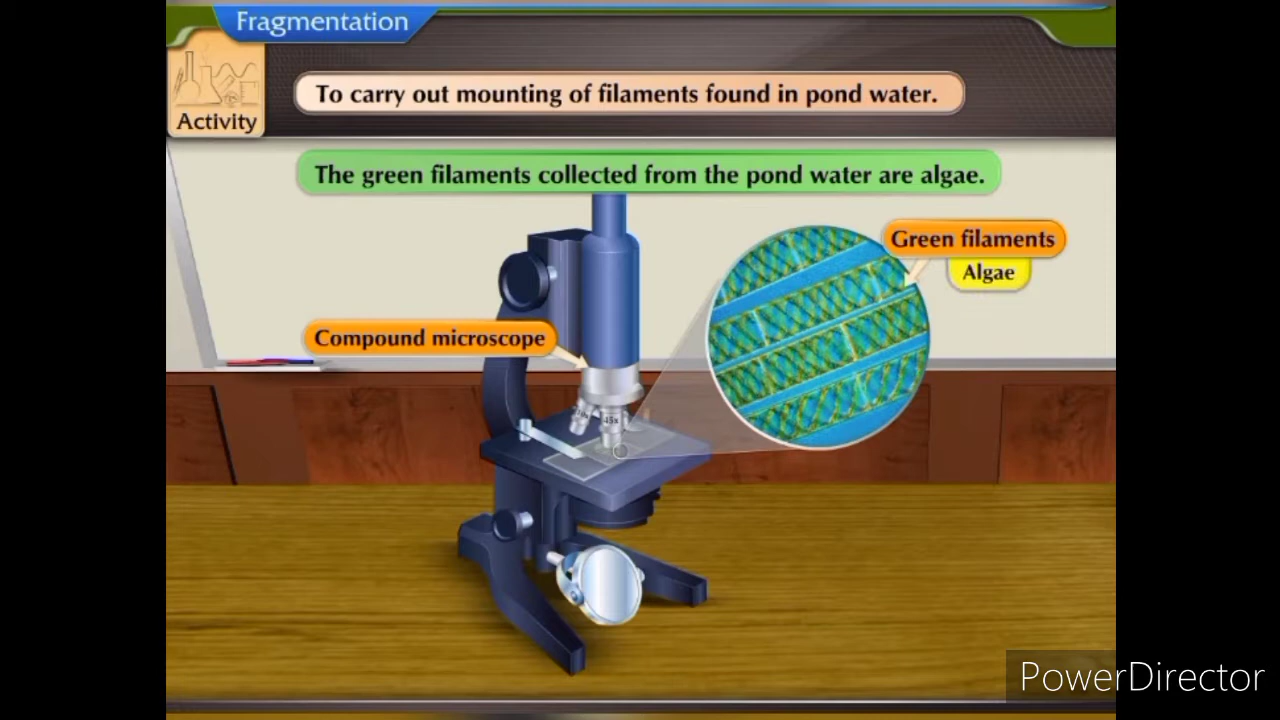 Fragmentation
Activity
To carry out mounting of filaments found in pond water.
The green filaments collected from the pond water are algae.
Green filaments
Algae
Compound microscope
45x
PowerDirector